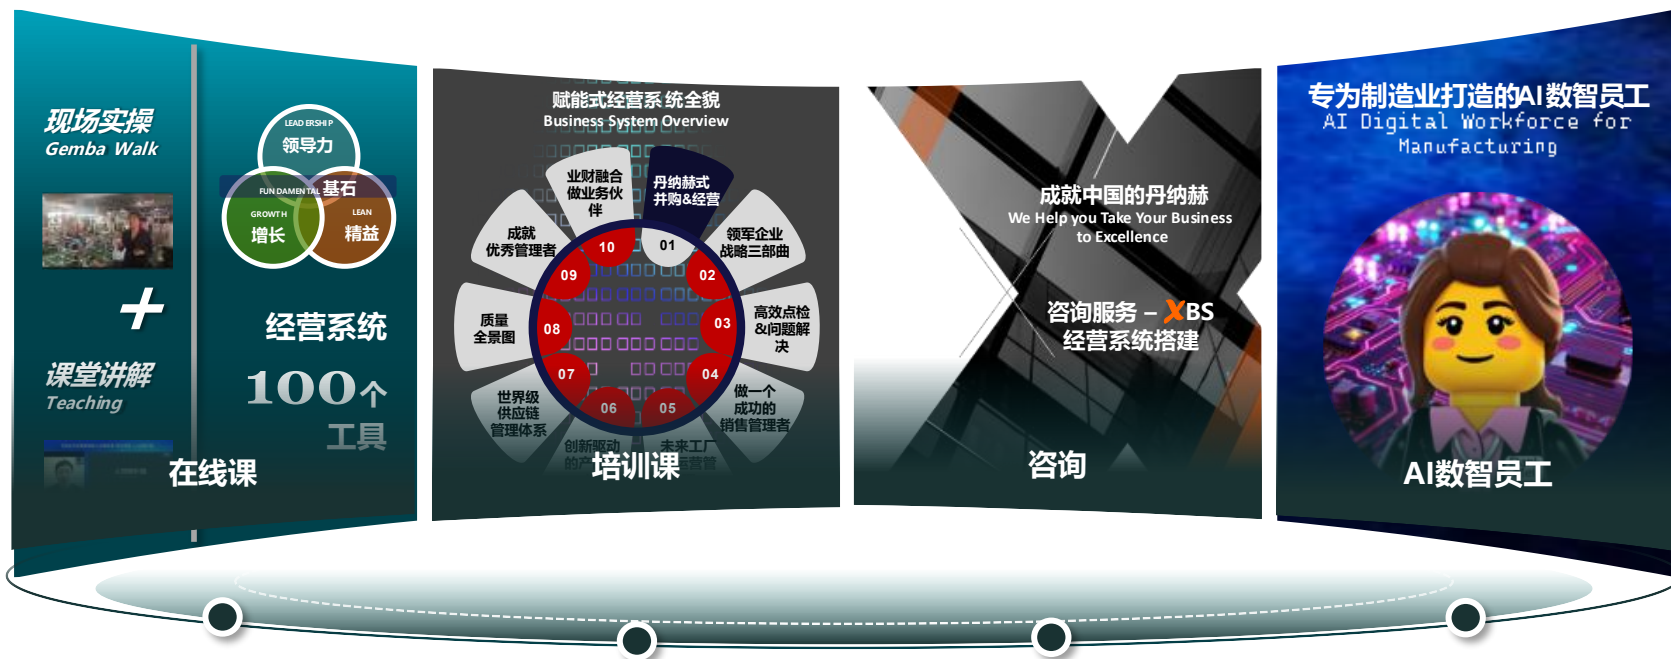 现场实操
Gemba Walk
+
课堂讲解
Teaching
LEADERSHIP
领导力
FUNDAMENTAL 基石
GROWTH
增长
LEAN
精益
经营系统
100个
工具
在线课
赋能式经营系统全貌
Business System Overview
丹纳赫式
并购&经营
01
领军企业
战略三部曲
02
高效点检
&问题解
决
03
做一个
成功的
销售管理者
04
未来工厂
05
创新驱动
06
世界级
供应链
管理体系
07
质量
全景图
08
成就
优秀管理者
09
业财融合
做业务伙
伴
10
培训课
成就中国的丹纳赫
We Help you Take Your Business
to Excellence
咨询服务 – XBS
经营系统搭建
咨询
专为制造业打造的AI数智员工
AI Digital Workforce for
Manufacturing
AI数智员工